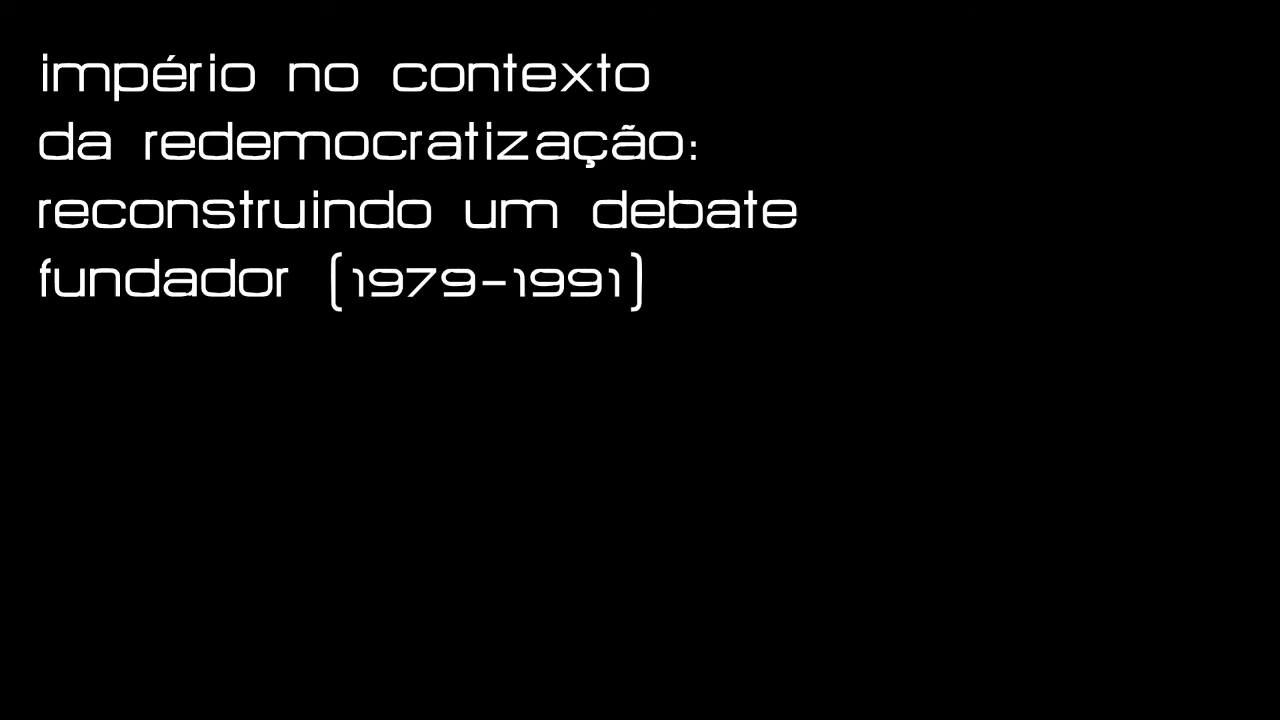 império no contexto
da redemocratização:
reconstruindo um debate
fundador (1979-1991)